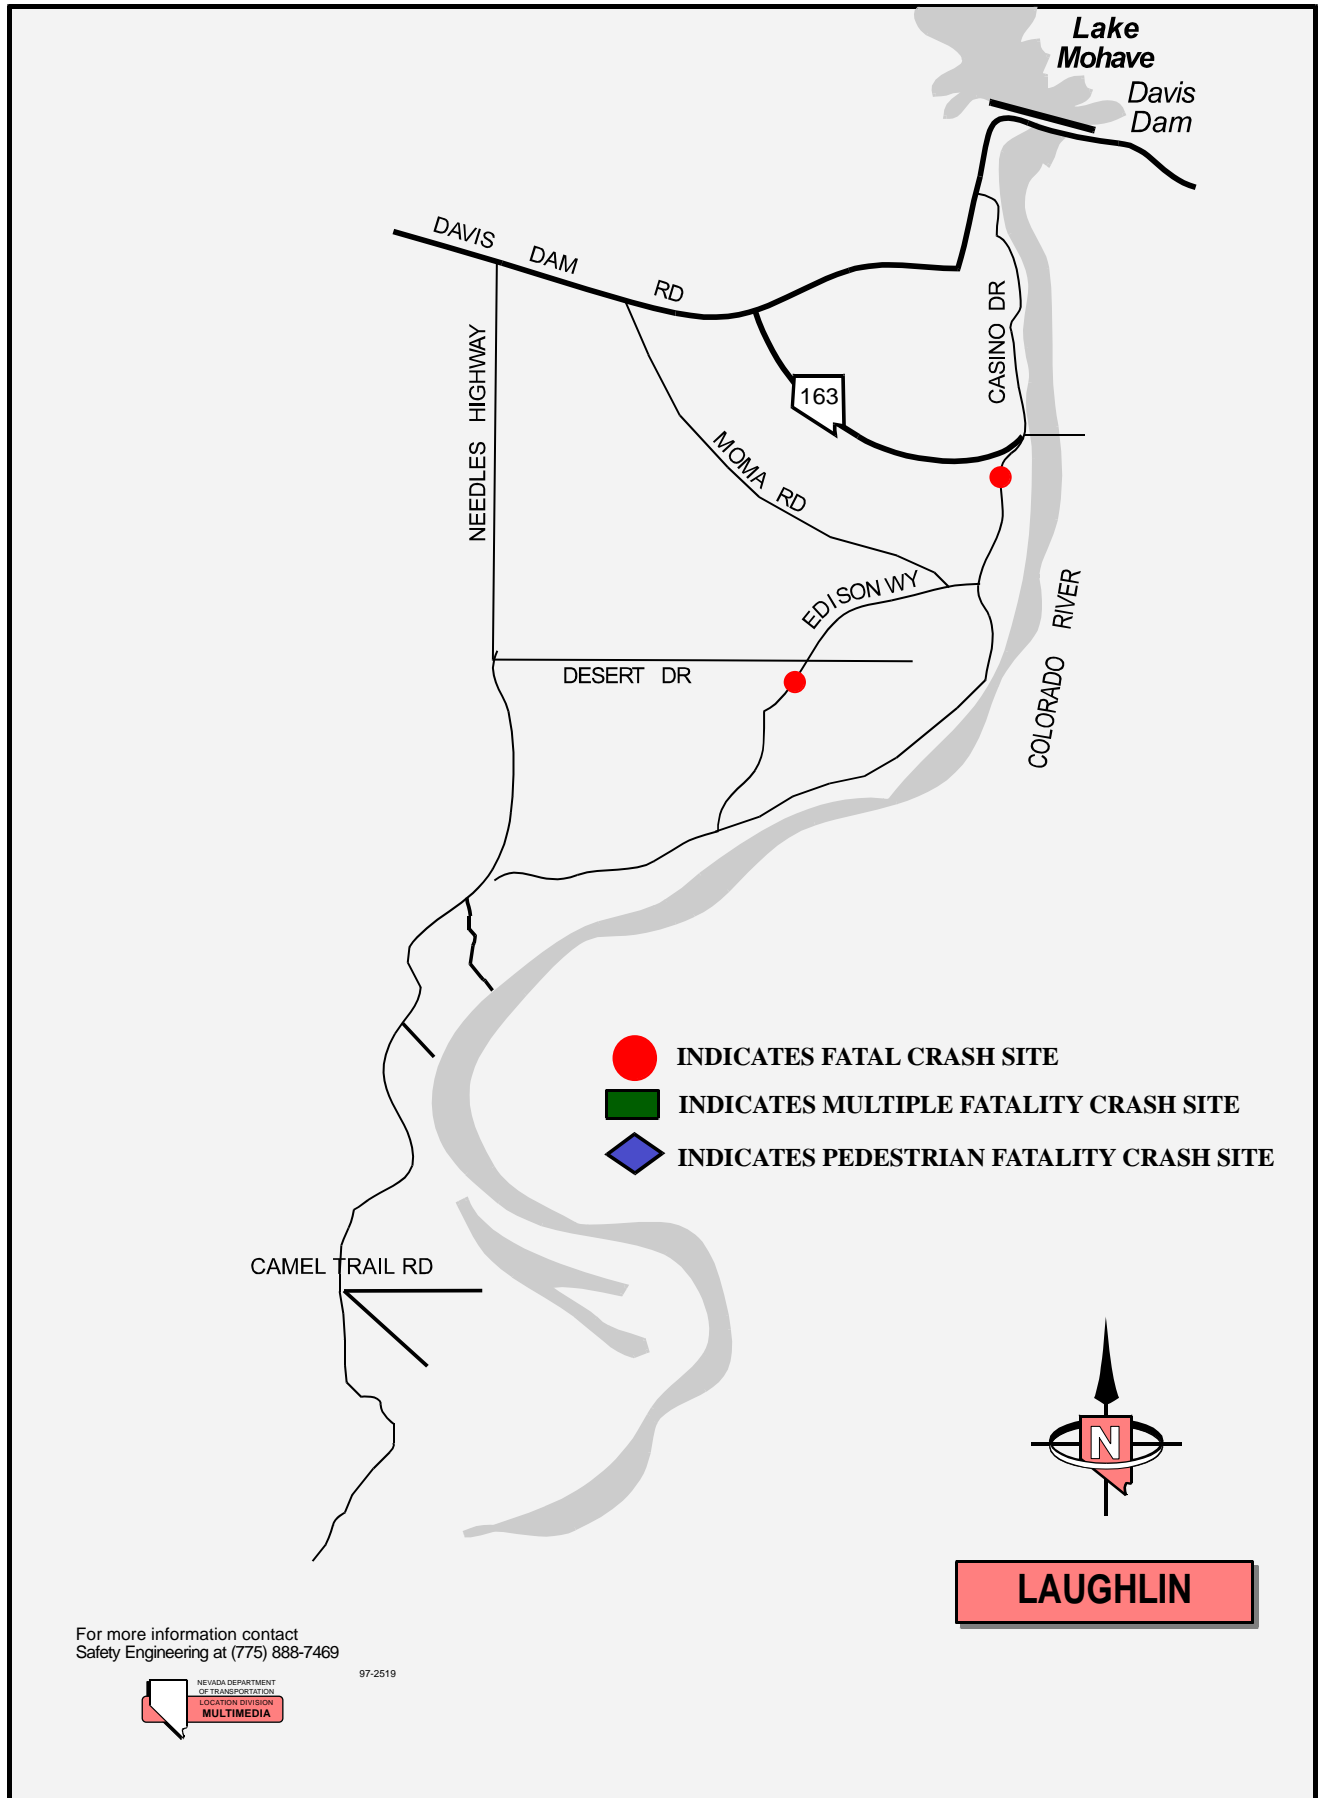 Lake
Mohave
Davis
Dam
DAVIS DAM RD
CASINO DR
NEEDLES HIGHWAY
163
MOMA RD
EDISON WY
COLORADO RIVER
DESERT DR
INDICATES FATAL CRASH SITE
INDICATES MULTIPLE FATALITY CRASH SITE
INDICATES PEDESTRIAN FATALITY CRASH SITE
CAMEL TRAIL RD
N
LAUGHLIN
For more information contact
Safety Engineering at (775) 888-7469
97-2519
NEVADA DEPARTMENT
OF TRANSPORTATION
LOCATION DIVISION
MULTIMEDIA